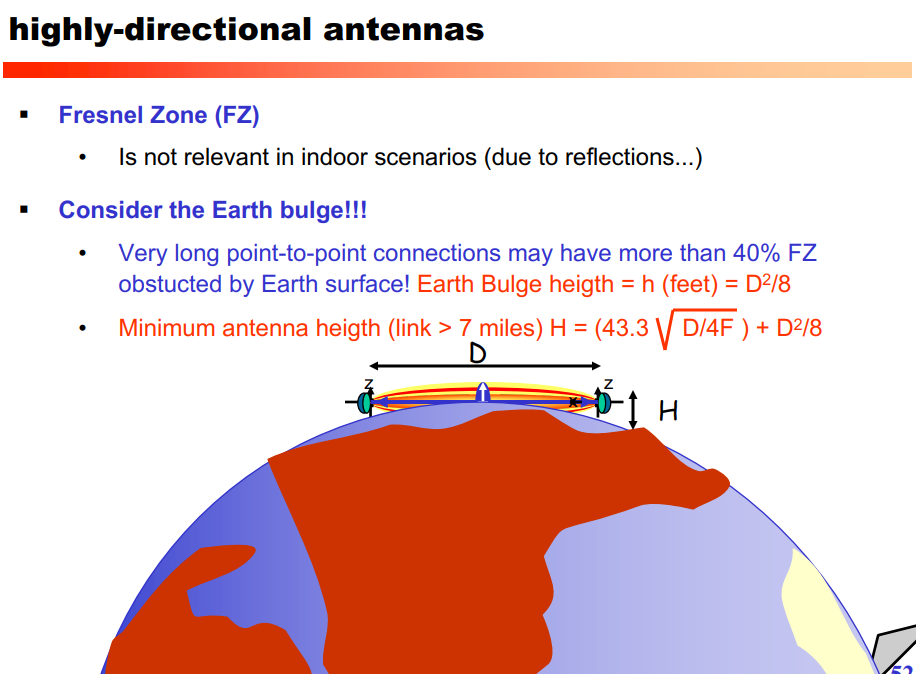 highly-directional antennas
▪ Fresnel Zone (FZ)
• Is not relevant in indoor scenarios (due to reflections...)
▪ Consider the Earth bulge!!!
• Very long point-to-point connections may have more than 40% FZ
obstucted by Earth surface! Earth Bulge heigth = h (feet) = D²/8
• Minimum antenna heigth (link > 7 miles) H = (43.3 √D/4F ) + D²/8
D
z z
x
H
52